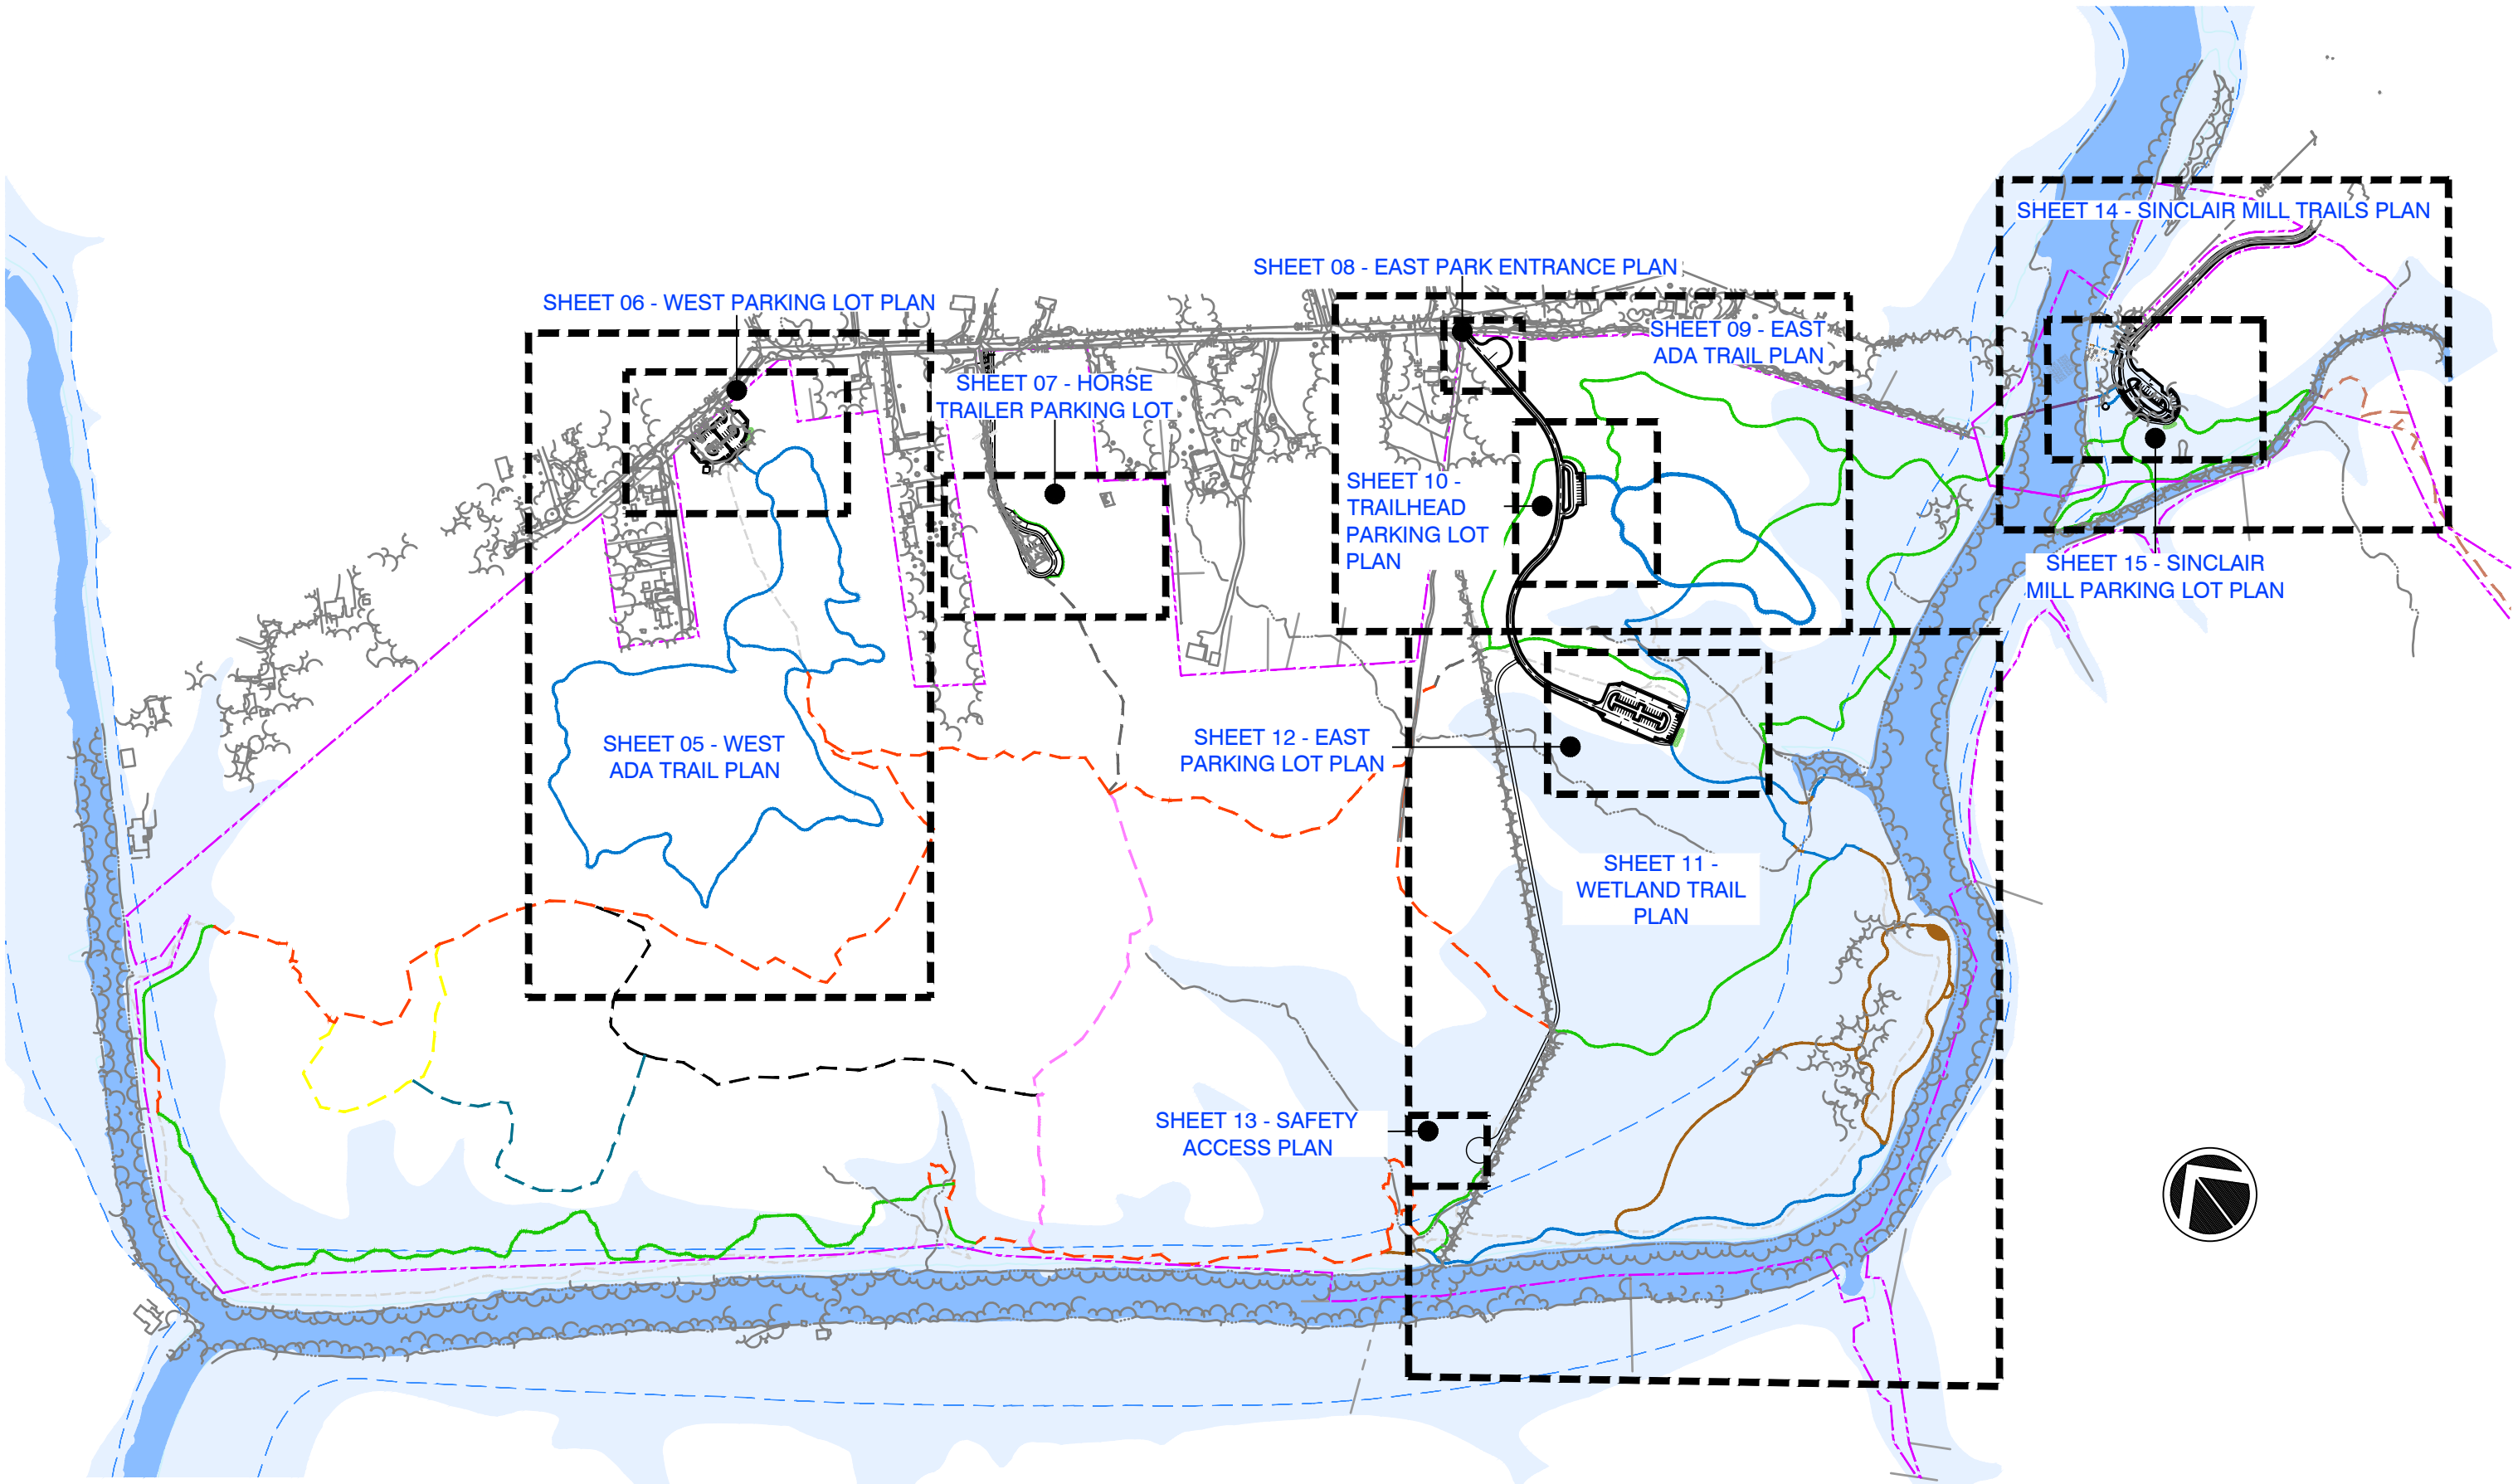 SHEET 14 - SINCLAIR MILL TRAILS PLAN
SHEET 08 - EAST PARK ENTRANCE PLAN
SHEET 06 - WEST PARKING LOT PLAN
SHEET 09 - EAST
ADA TRAIL PLAN
SHEET 07 - HORSE
TRAILER PARKING LOT
SHEET 10 -
TRAILHEAD
PARKING LOT
PLAN
SHEET 15 - SINCLAIR
MILL PARKING LOT PLAN
SHEET 05 - WEST
ADA TRAIL PLAN
SHEET 12 - EAST
PARKING LOT PLAN
SHEET 11 -
WETLAND TRAIL
PLAN
SHEET 13 - SAFETY
ACCESS PLAN